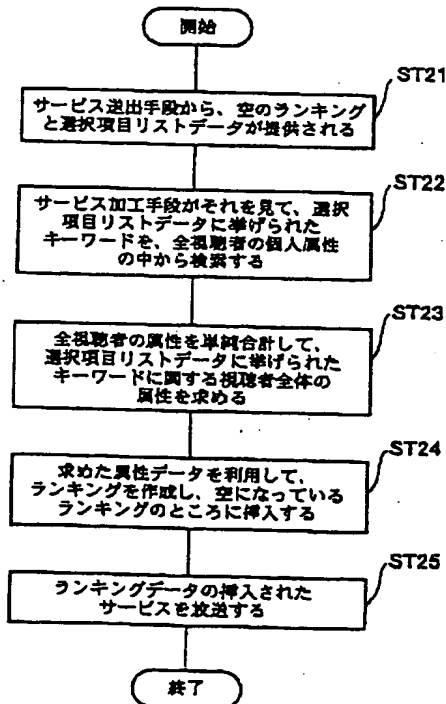 開始
ST21
サービス送出手段から、空のランキング
と選択項目リストデータが提供される
ST22
サービス加工手段がそれを見て、選択
項目リストデータに挙げられた
キーワードを、全視聴者の個人属性
の中から検索する
ST23
全視聴者の属性を単純合計して、
選択項目リストデータに挙げられた
キーワードに関する視聴者全体の
属性を求める
ST24
求めた属性データを利用して、
ランキングを作成し、空になっている
ランキングのところに挿入する
ST25
ランキングデータの挿入された
サービスを放送する
終了